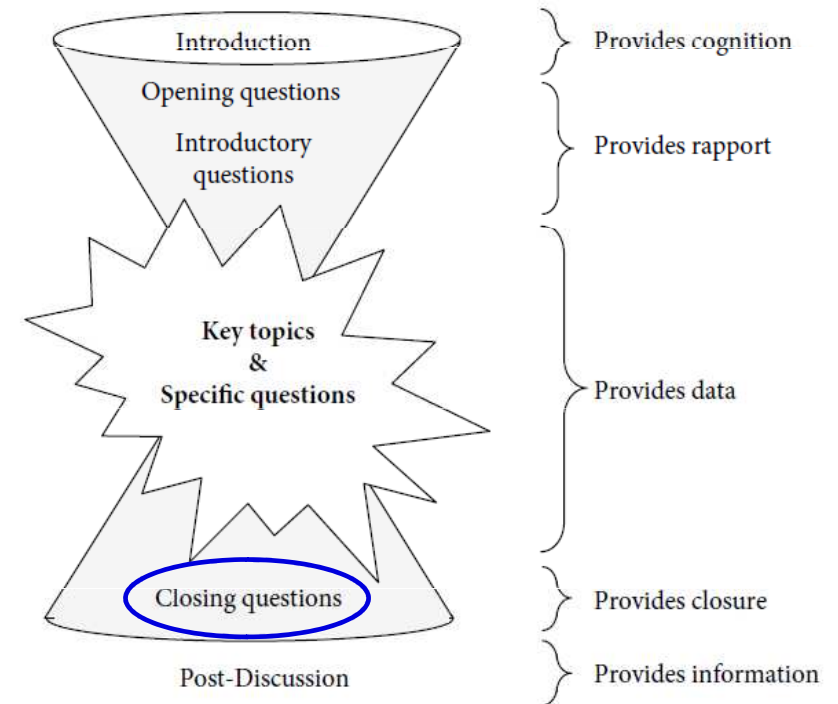 Introduction
Provides cognition
Opening questions
Introductory
questions
Provides rapport
Key topics
&
Specific questions
Provides data
Closing questions
Provides closure
Post-Discussion
Provides information